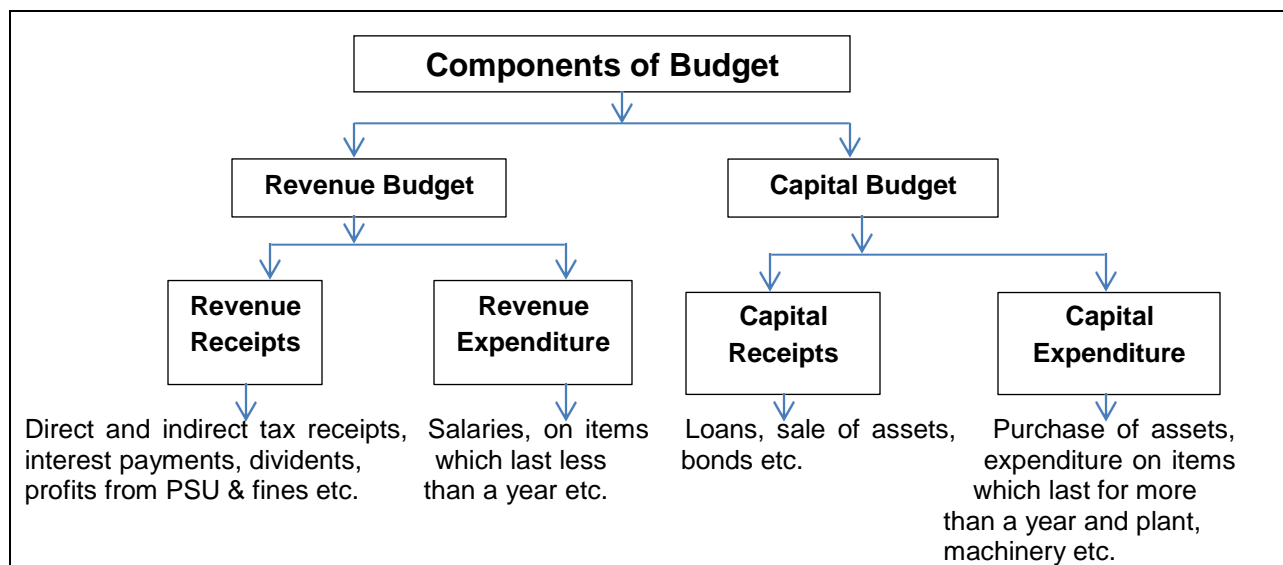 Components of Budget
Revenue Budget
Capital Budget
Revenue
Receipts
Revenue
Expenditure
Capital
Receipts
Capital
Expenditure
Direct and indirect tax receipts,
interest payments, dividents,
profits from PSU & fines etc.
Salaries, on items
which last less
than a year etc.
Loans, sale of assets,
bonds etc.
Purchase of assets,
expenditure on items
which last for more
than a year and plant,
machinery etc.